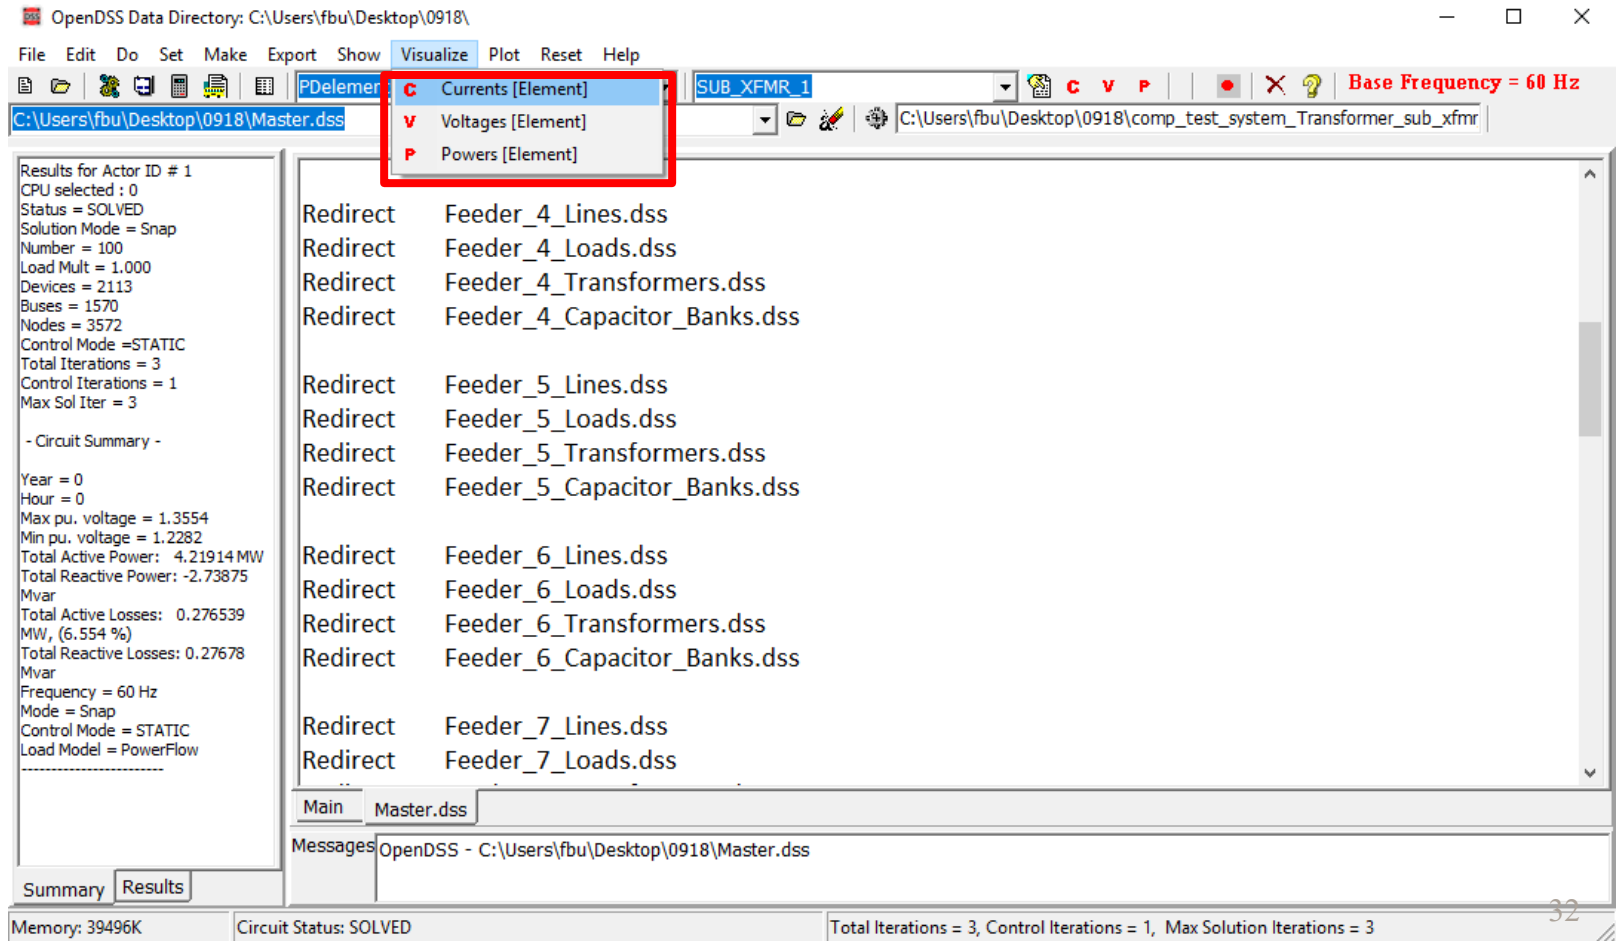 OpenDSS Data Directory: C:\Users\fbu\Desktop\0918\
File Edit Do Set Make Export Show Visualize Plot Reset Help
PDelemen
SUB_XFMR_1
C V P
Base Frequency = 60 Hz
C Currents [Element]
V Voltages [Element]
P Powers [Element]
C:\Users\fbu\Desktop\0918\Master.dss
C:\Users\fbu\Desktop\0918\comp_test_system_Transformer_sub_xfmr
Results for Actor ID # 1
CPU selected : 0
Status = SOLVED
Solution Mode = Snap
Number = 100
Load Mult = 1.000
Devices = 2113
Buses = 1570
Nodes = 3572
Control Mode =STATIC
Total Iterations = 3
Control Iterations = 1
Max Sol Iter = 3
- Circuit Summary -
Year = 0
Hour = 0
Max pu. voltage = 1.3554
Min pu. voltage = 1.2282
Total Active Power: 4.21914 MW
Total Reactive Power: -2.73875
Mvar
Total Active Losses: 0.276539
MW, (6.554 %)
Total Reactive Losses: 0.27678
Mvar
Frequency = 60 Hz
Mode = Snap
Control Mode = STATIC
Load Model = PowerFlow
-------------------------
Redirect Feeder_4_Lines.dss
Redirect Feeder_4_Loads.dss
Redirect Feeder_4_Transformers.dss
Redirect Feeder_4_Capacitor_Banks.dss
Redirect Feeder_5_Lines.dss
Redirect Feeder_5_Loads.dss
Redirect Feeder_5_Transformers.dss
Redirect Feeder_5_Capacitor_Banks.dss
Redirect Feeder_6_Lines.dss
Redirect Feeder_6_Loads.dss
Redirect Feeder_6_Transformers.dss
Redirect Feeder_6_Capacitor_Banks.dss
Redirect Feeder_7_Lines.dss
Redirect Feeder_7_Loads.dss
Main Master.dss
Messages OpenDSS - C:\Users\fbu\Desktop\0918\Master.dss
Summary Results
32
Memory: 39496K
Circuit Status: SOLVED
Total Iterations = 3, Control Iterations = 1, Max Solution Iterations = 3